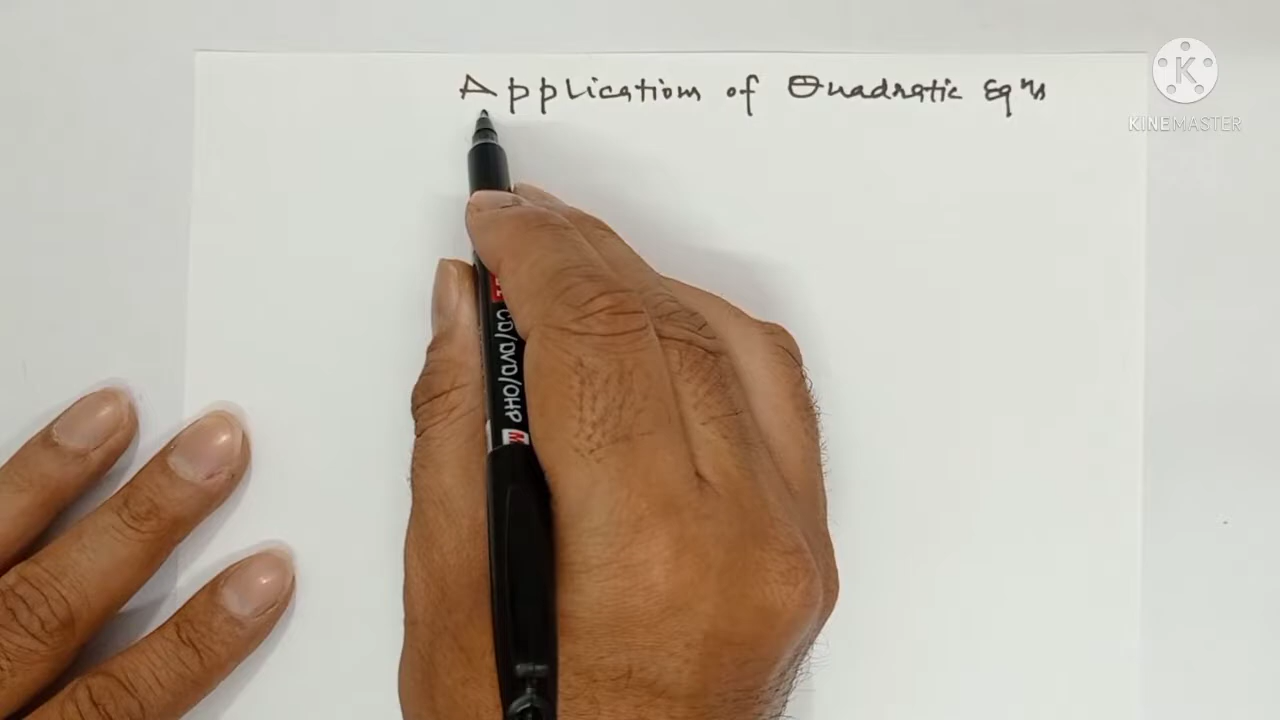 Application of Quadratic Eqns
K
KINEMASTER
CD/DVD/OHP